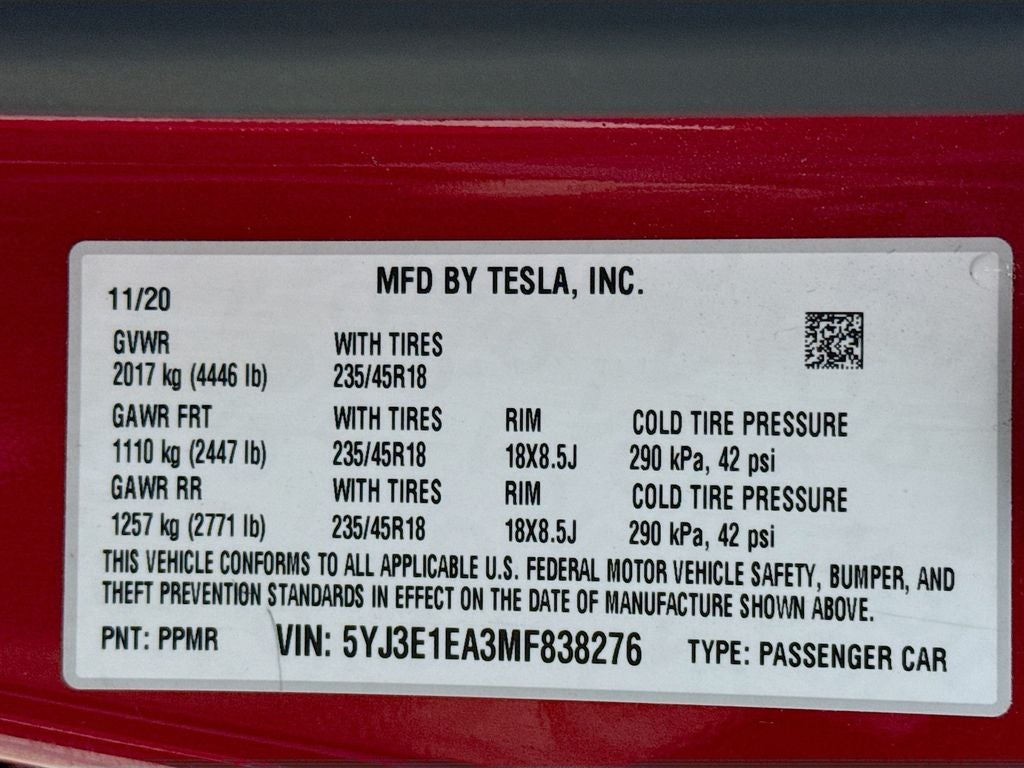 MFD BY TESLA, INC.
11/20
GVWR WITH TIRES
2017 kg (4446 lb) 235/45R18
GAWR FRT WITH TIRES RIM COLD TIRE PRESSURE
1110 kg (2447 lb) 235/45R18 18X8.5J 290 kPa, 42 psi
GAWR RR WITH TIRES RIM COLD TIRE PRESSURE
1257 kg (2771 lb) 235/45R18 18X8.5J 290 kPa, 42 psi
THIS VEHICLE CONFORMS TO ALL APPLICABLE U.S. FEDERAL MOTOR VEHICLE SAFETY, BUMPER, AND
THEFT PREVENTION STANDARDS IN EFFECT ON THE DATE OF MANUFACTURE SHOWN ABOVE.
PNT: PPMR VIN: 5YJ3E1EA3MF838276 TYPE: PASSENGER CAR